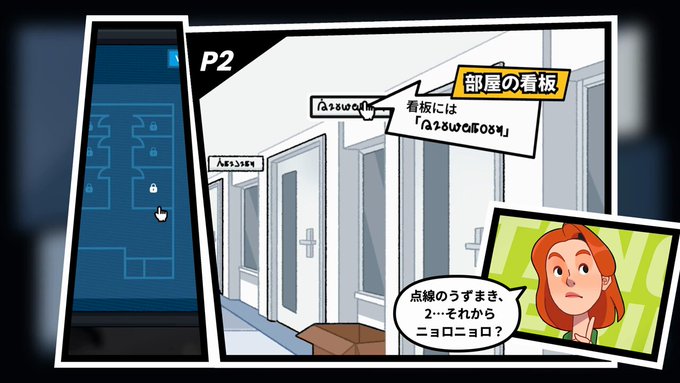 P2
部屋の看板
看板には
点線のうずまき、
2…それから
ニョロニョロ？